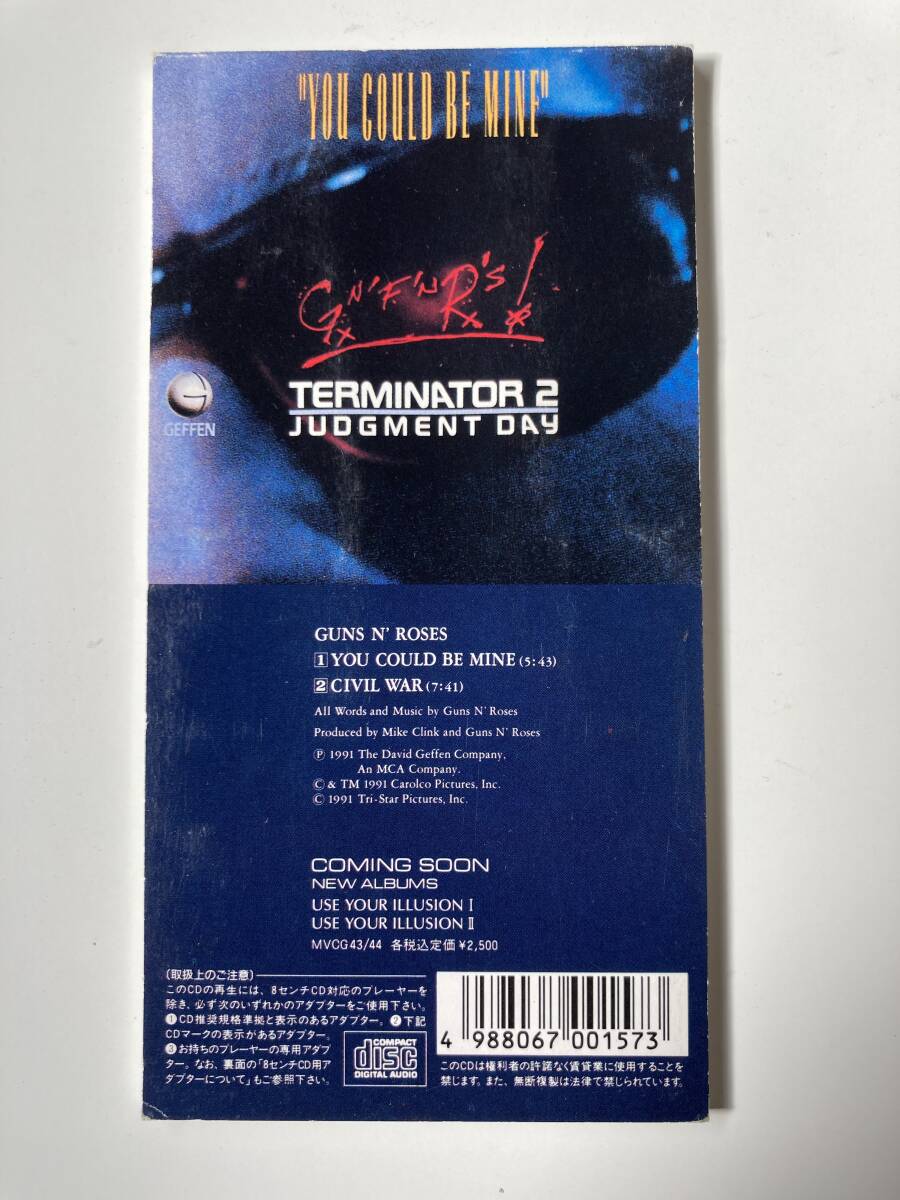 "YOU COULD BE MINE"
G N' F' N R's!
GEFFEN
TERMINATOR 2
JUDGMENT DAY
GUNS N' ROSES
1 YOU COULD BE MINE (5:43)
2 CIVIL WAR (7:41)
All Words and Music by Guns N' Roses
Produced by Mike Clink and Guns N' Roses
Ⓟ 1991 The David Geffen Company,
An MCA Company.
© & TM 1991 Carolco Pictures, Inc.
© 1991 Tri-Star Pictures, Inc.
COMING SOON
NEW ALBUMS
USE YOUR ILLUSION I
USE YOUR ILLUSION II
MVCG43/44 各税込定価¥2,500
(取扱上のご注意)
このCDの再生には、8センチCD対応のプレーヤーを
除き、必ず次のいずれかのアダプターをご使用下さい。
❶CD推奨規格準拠と表示のあるアダプター。❷下記
CDマークの表示があるアダプター。
❸お持ちのプレーヤーの専用アダプ
ター。なお、裏面の「8センチCD用ア
ダプターについて」もご参照下さい。
COMPACT
disc
DIGITAL AUDIO
4 988067 001573
このCDは権利者の許諾なく賃貸業に使用することを
禁じます。また、無断複製は法律で禁じられています。